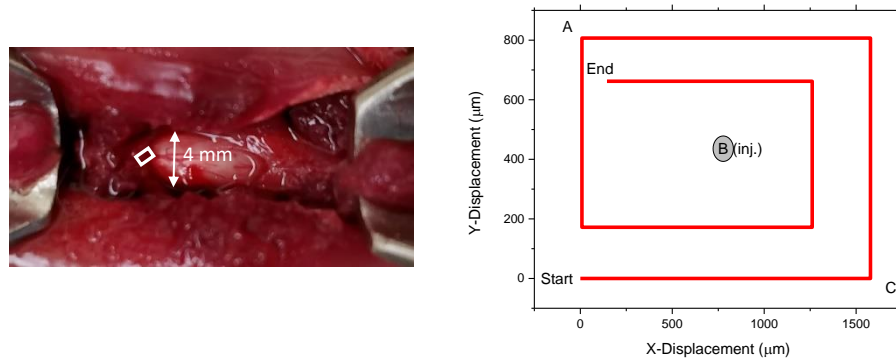 4 mm
A
End
B (inj.)
Start
C
800
600
400
200
0
Y-Displacement (μm)
0
500
1000
1500
X-Displacement (μm)